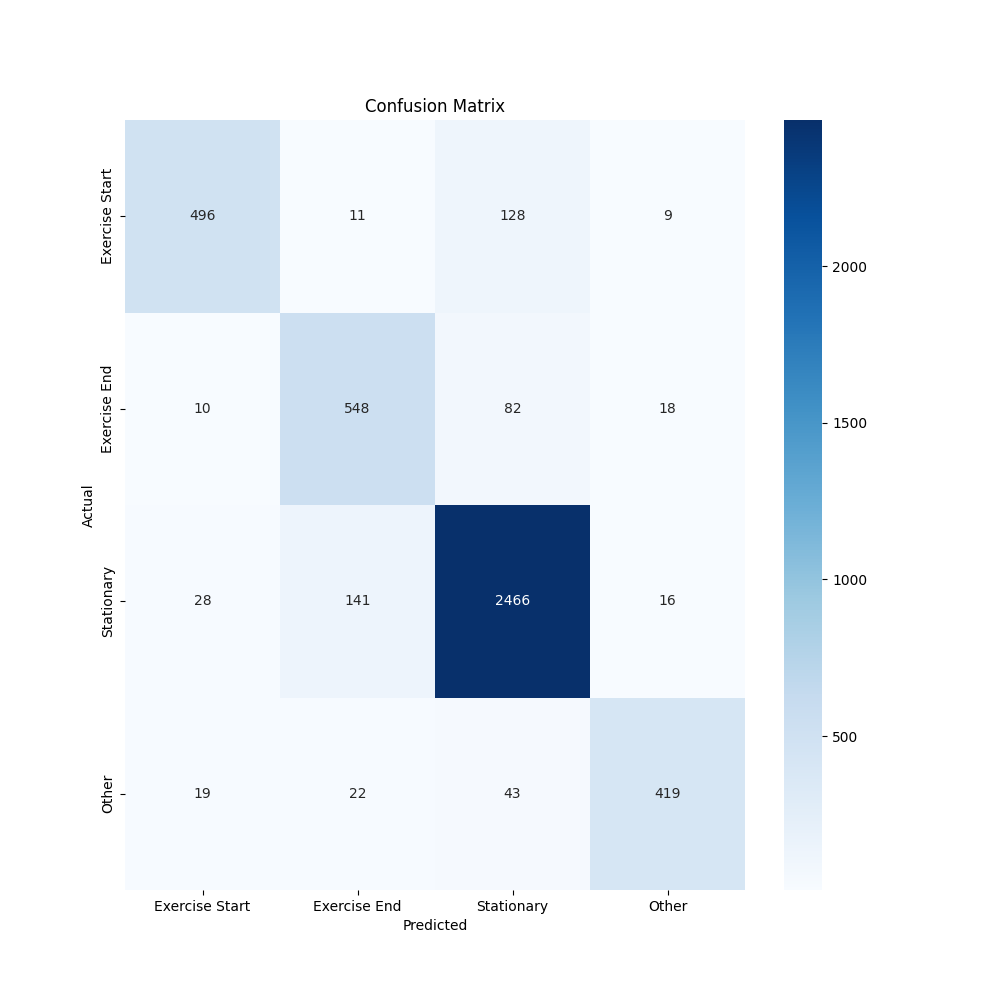 Confusion Matrix
Exercise Start
496 11 128 9
Exercise End
10 548 82 18
Stationary
28 141 2466 16
Other
19 22 43 419
Actual
Exercise Start Exercise End Stationary Other
Predicted
2000
1500
1000
500